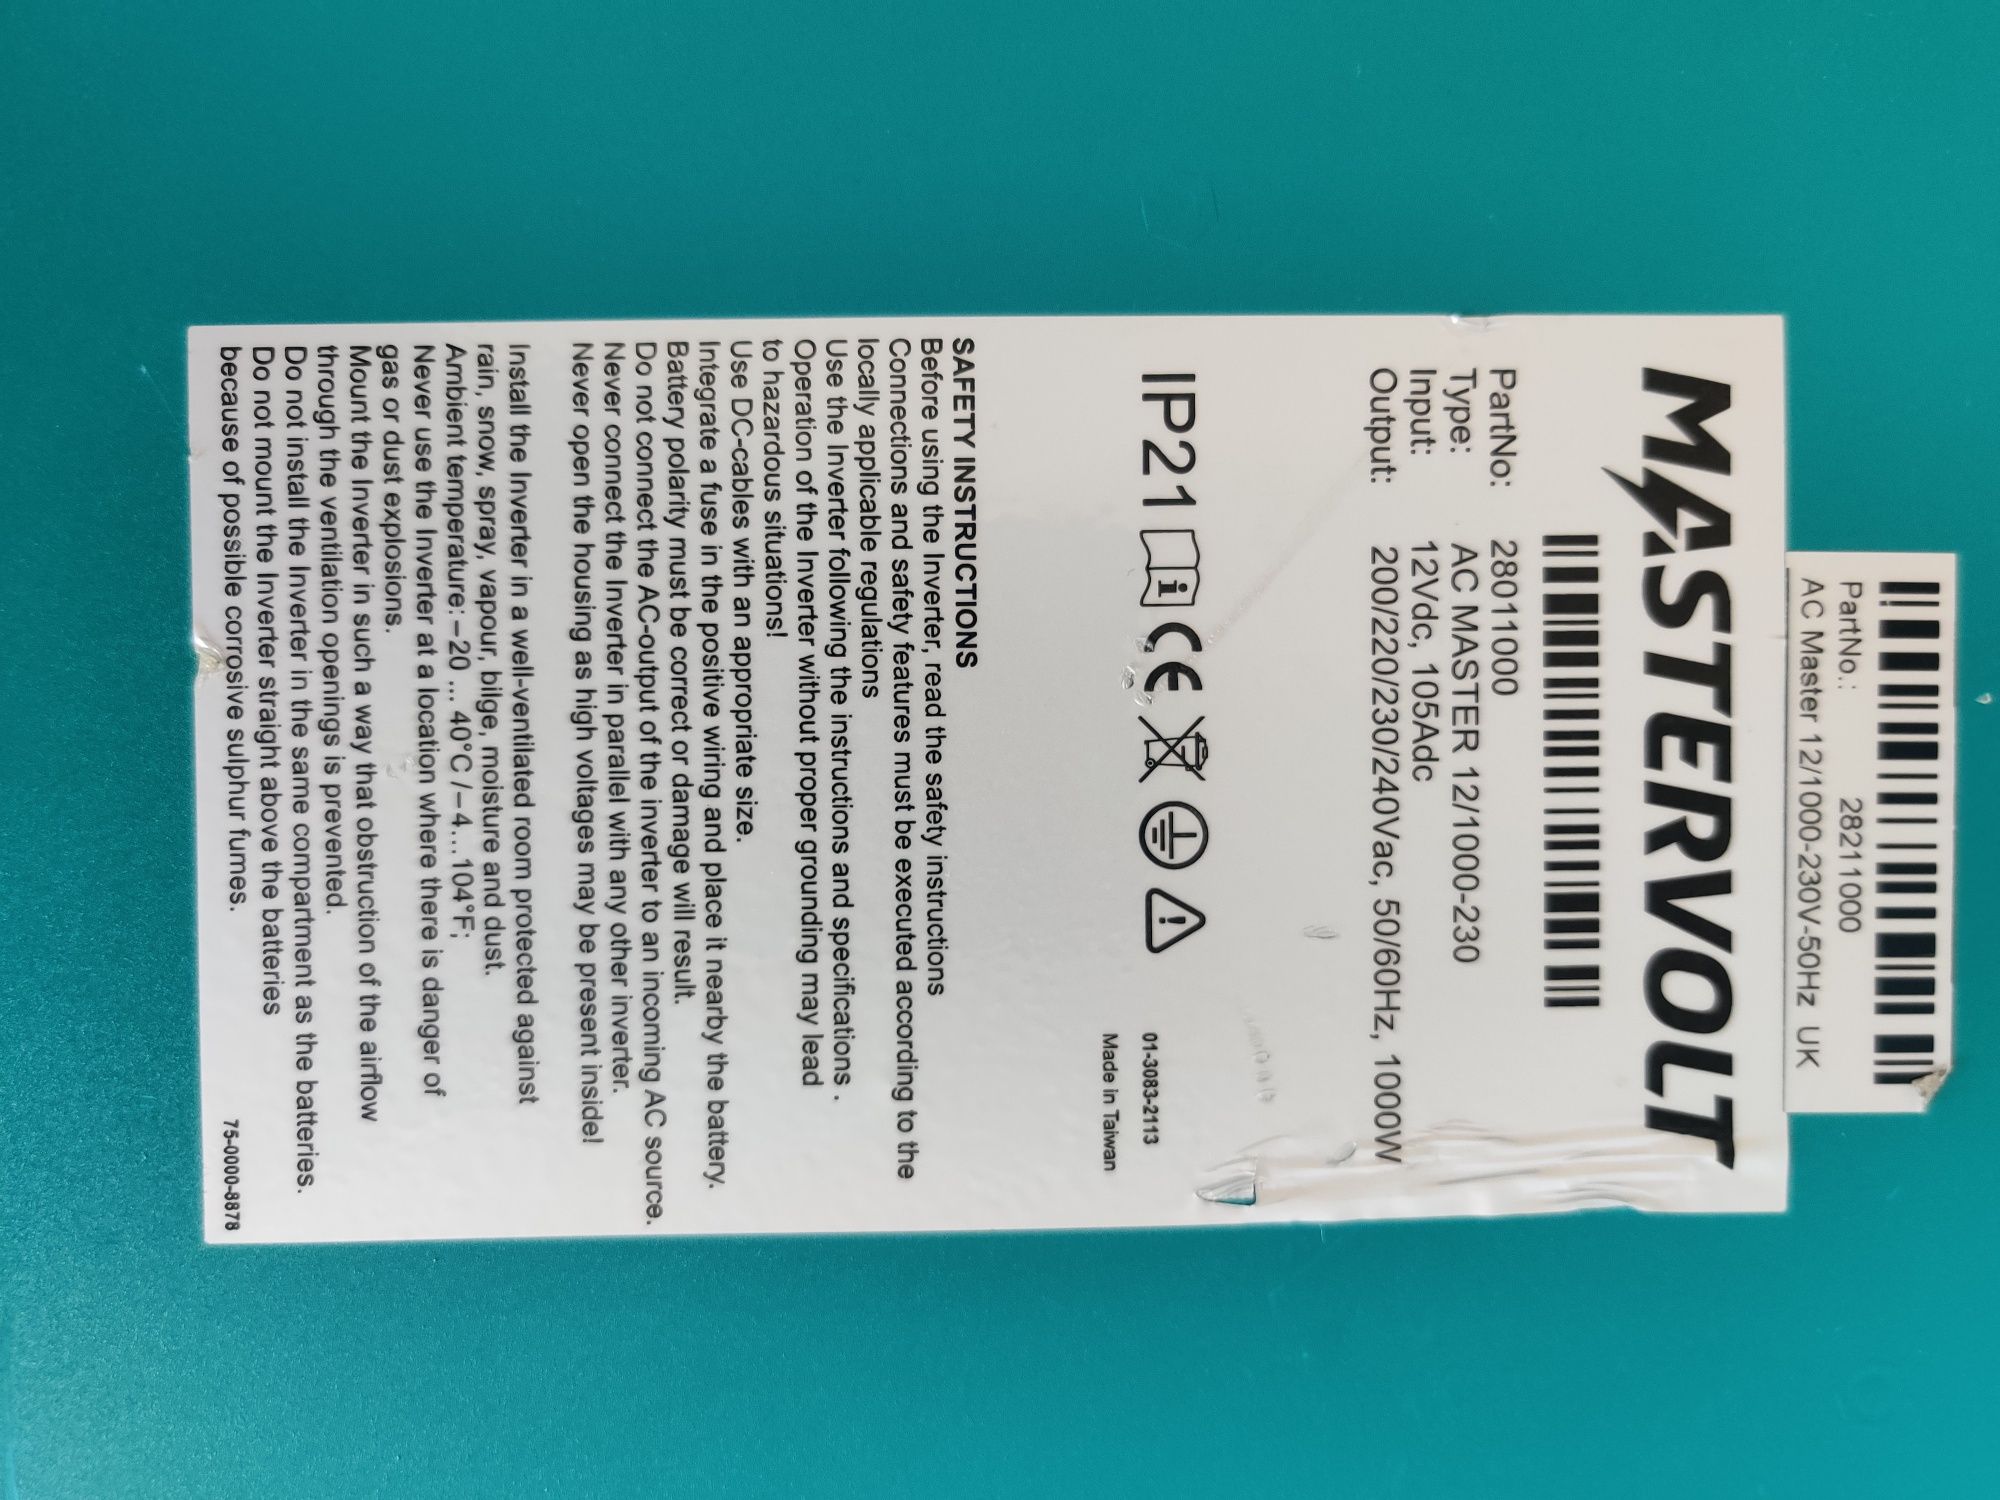 PartNo.: 28211000
AC Master 12/1000-230V-50Hz UK
MASTERVOLT
PartNo: 28011000
Type: AC MASTER 12/1000-230
Input: 12Vdc, 105Adc
Output: 200/220/230/240Vac, 50/60Hz, 1000W
IP21 i CE
01-3083-2113
Made in Taiwan
SAFETY INSTRUCTIONS
Before using the Inverter, read the safety instructions
Connections and safety features must be executed according to the
locally applicable regulations
Use the Inverter following the instructions and specifications .
Operation of the Inverter without proper grounding may lead
to hazardous situations!
Use DC-cables with an appropriate size.
Integrate a fuse in the positive wiring and place it nearby the battery.
Battery polarity must be correct or damage will result.
Do not connect the AC-output of the inverter to an incoming AC source.
Never connect the Inverter in parallel with any other inverter.
Never open the housing as high voltages may be present inside!
Install the Inverter in a well-ventilated room protected against
rain, snow, spray, vapour, bilge, moisture and dust.
Ambient temperature: –20 ... 40°C / – 4...104°F;
Never use the Inverter at a location where there is danger of
gas or dust explosions.
Mount the Inverter in such a way that obstruction of the airflow
through the ventilation openings is prevented.
Do not install the Inverter in the same compartment as the batteries.
Do not mount the Inverter straight above the batteries
because of possible corrosive sulphur fumes.
75-0000-8878